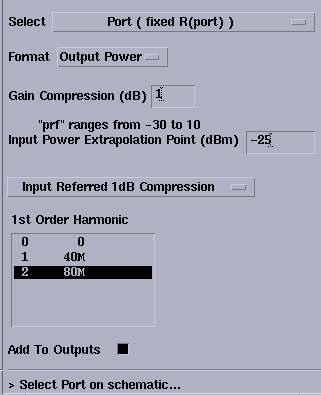 Select Port ( fixed R(port) )
Format Output Power
Gain Compression (dB) 1
"prf" ranges from -30 to 10
Input Power Extrapolation Point (dBm) -25
Input Referred 1dB Compression
1st Order Harmonic
0 0
1 40M
2 80M
Add To Outputs
> Select Port on schematic...